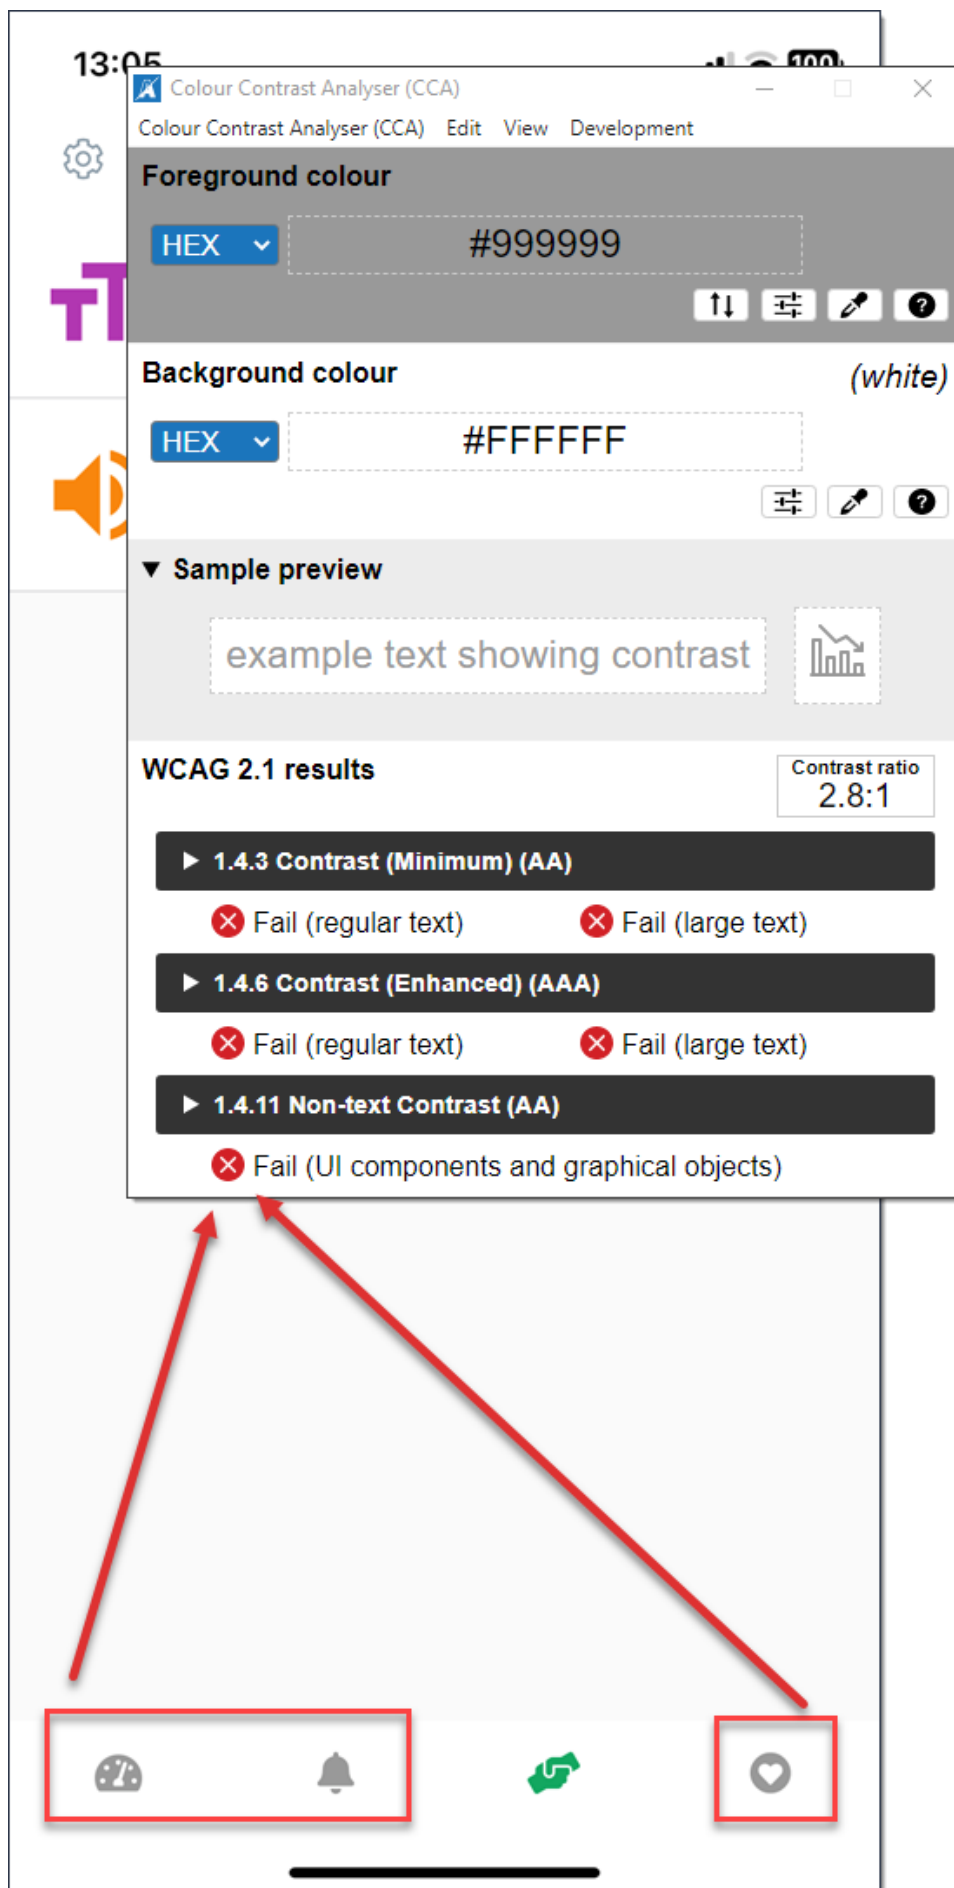 13:05
100
Colour Contrast Analyser (CCA)
Colour Contrast Analyser (CCA) Edit View Development
Foreground colour
HEX #999999
Background colour (white)
HEX #FFFFFF
Sample preview
example text showing contrast
WCAG 2.1 results
Contrast ratio
2.8:1
1.4.3 Contrast (Minimum) (AA)
Fail (regular text) Fail (large text)
1.4.6 Contrast (Enhanced) (AAA)
Fail (regular text) Fail (large text)
1.4.11 Non-text Contrast (AA)
Fail (UI components and graphical objects)